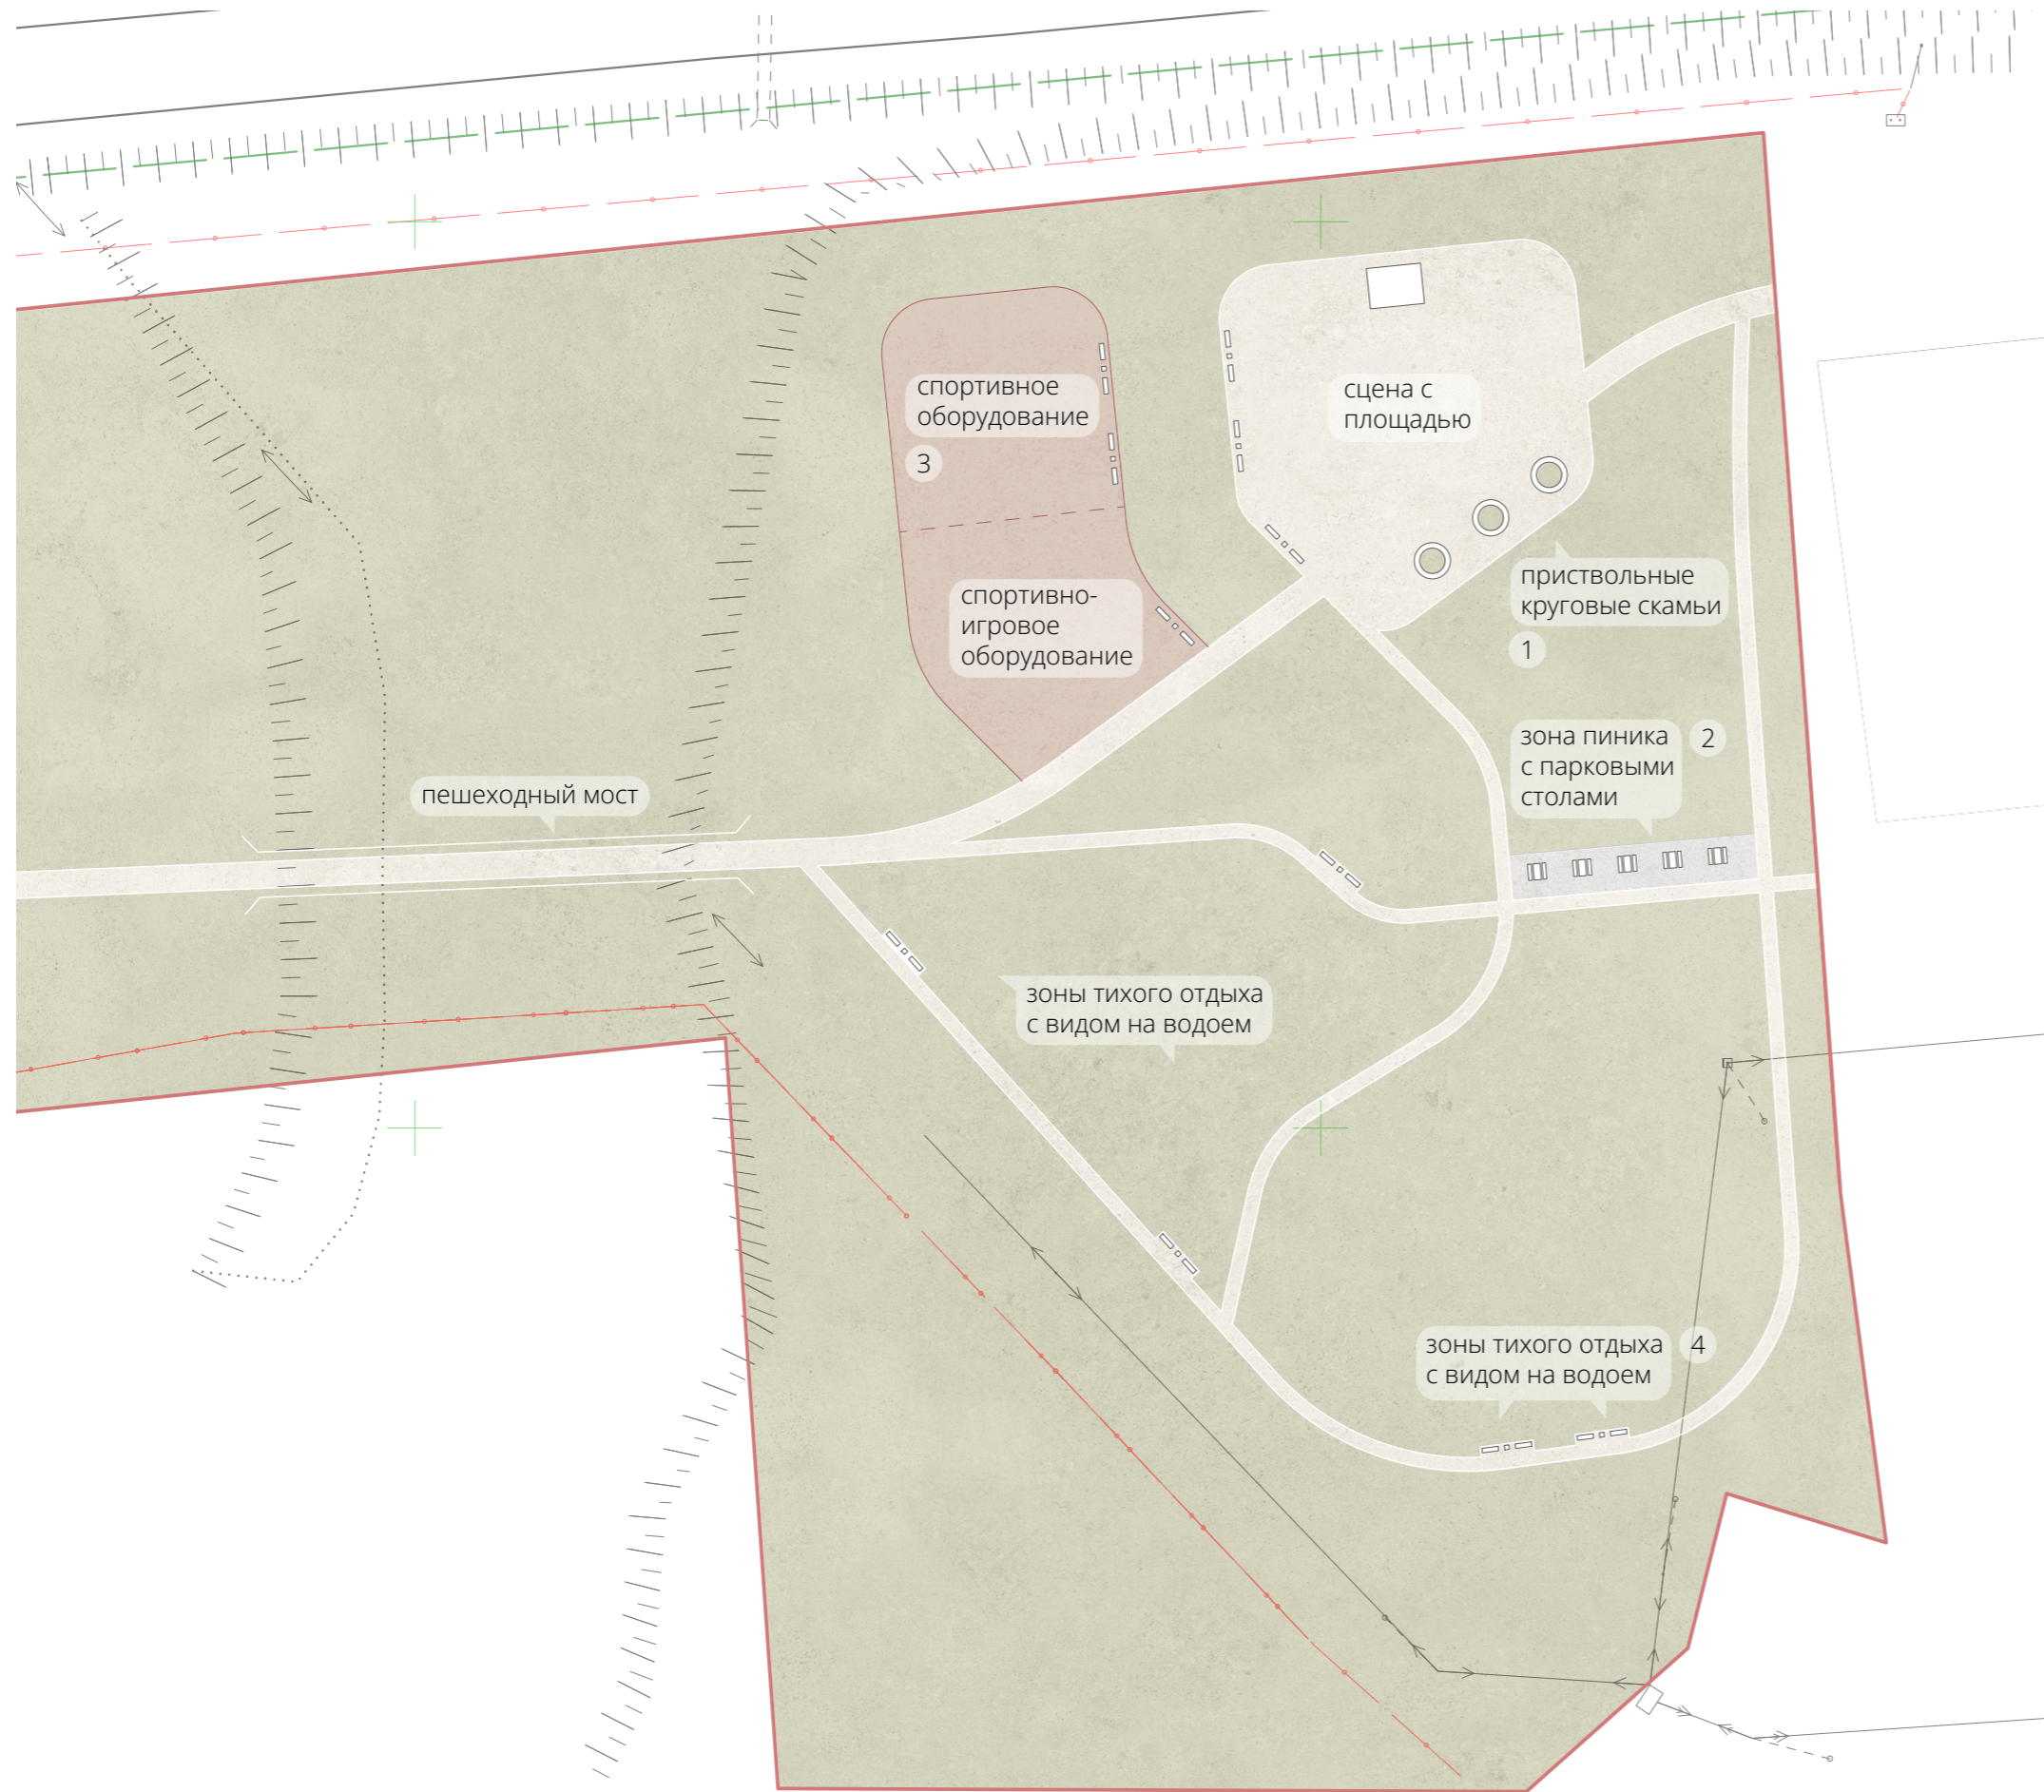 спортивное
оборудование
3
сцена с
площадью
приствольные
круговые скамьи
1
спортивно-
игровое
оборудование
зона пиника
с парковыми
столами
2
пешеходный мост
зоны тихого отдыха
с видом на водоем
зоны тихого отдыха
с видом на водоем
4